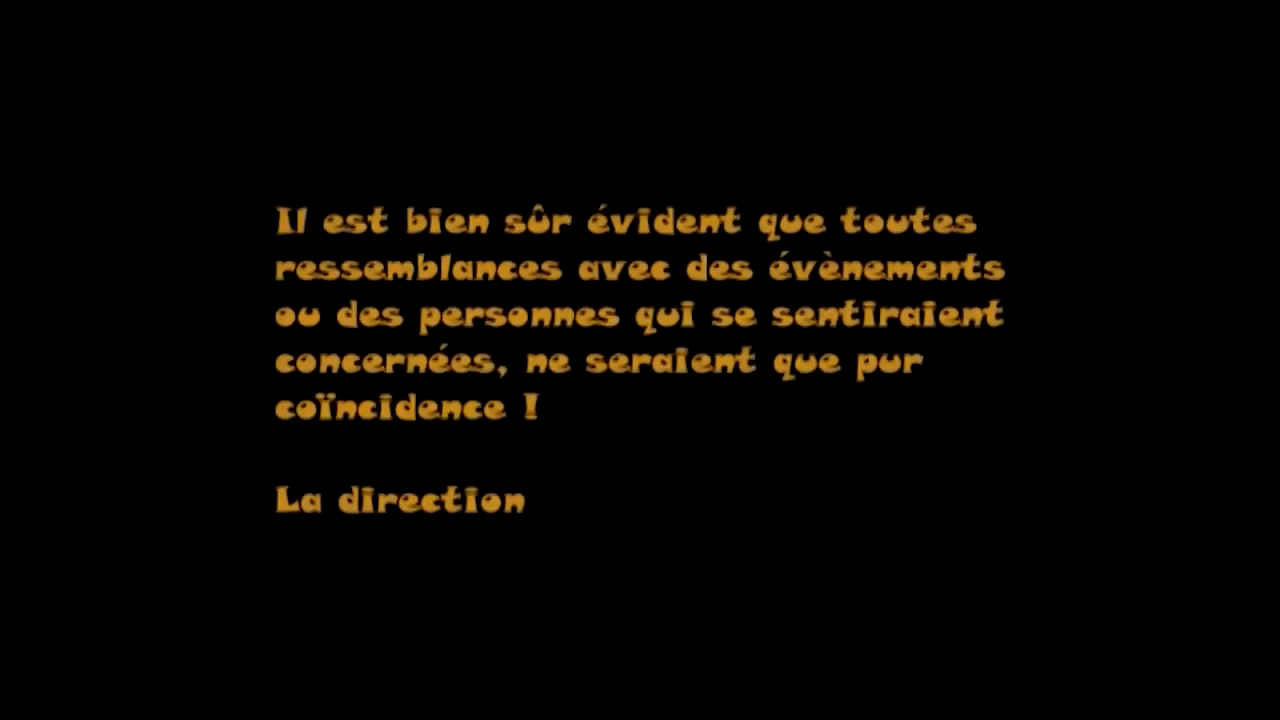 Il est bien sûr évident que toutes
ressemblances avec des évènements
ou des personnes qui se sentiraient
concernées, ne seraient que pur
coïncidence !
La direction